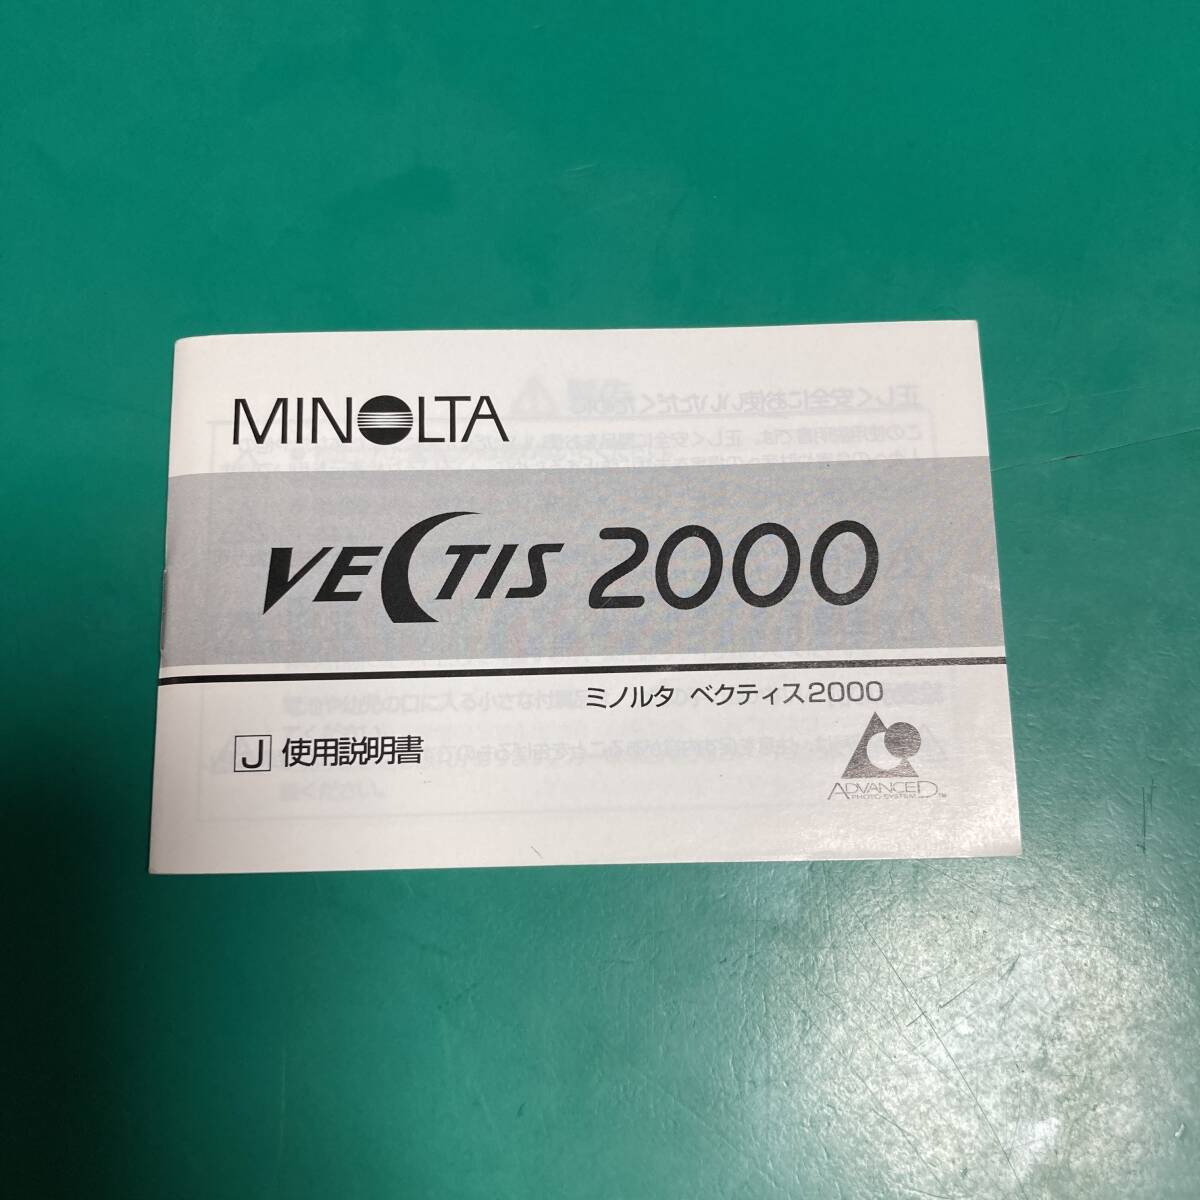 MINOLTA
VECTIS 2000
ミノルタ ベクティス2000
J 使用説明書
ADVANCED
PHOTO SYSTEM ™